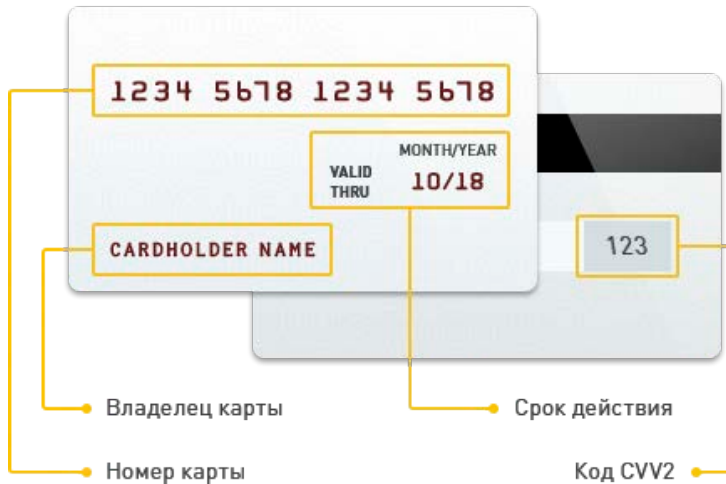 1234 5678 1234 5678
MONTH/YEAR
VALID
THRU
10/18
CARDHOLDER NAME
123
Владелец карты
Срок действия
Номер карты
Код CVV2